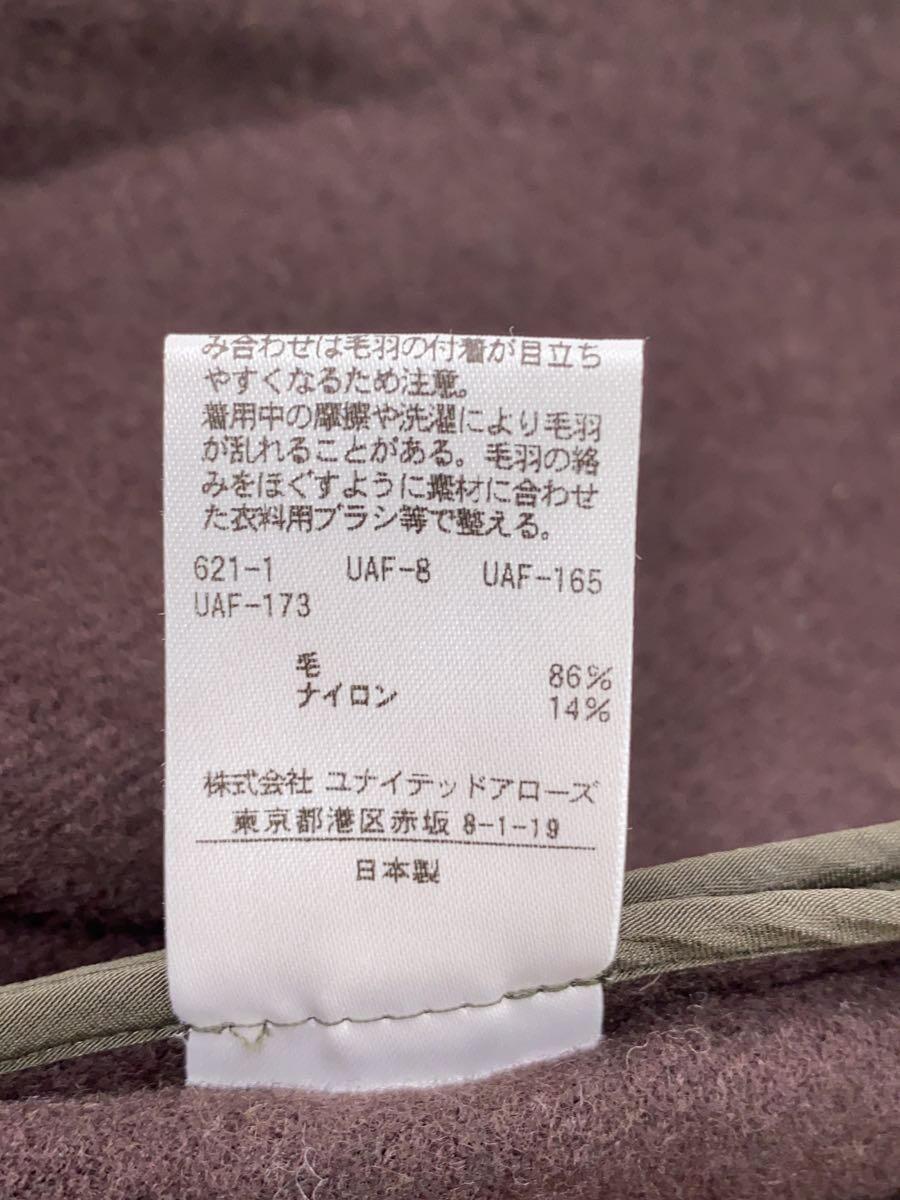 み合わせは毛羽の付着が目立ち
やすくなるため注意。
着用中の摩擦や洗濯により毛羽
が乱れることがある。毛羽の絡
みをほぐすように素材に合わせ
た衣料用ブラシ等で整える。
621-1 UAF-8 UAF-165
UAF-173
毛 86%
ナイロン 14%
株式会社 ユナイテッドアローズ
東京都港区赤坂 8-1-19
日本製